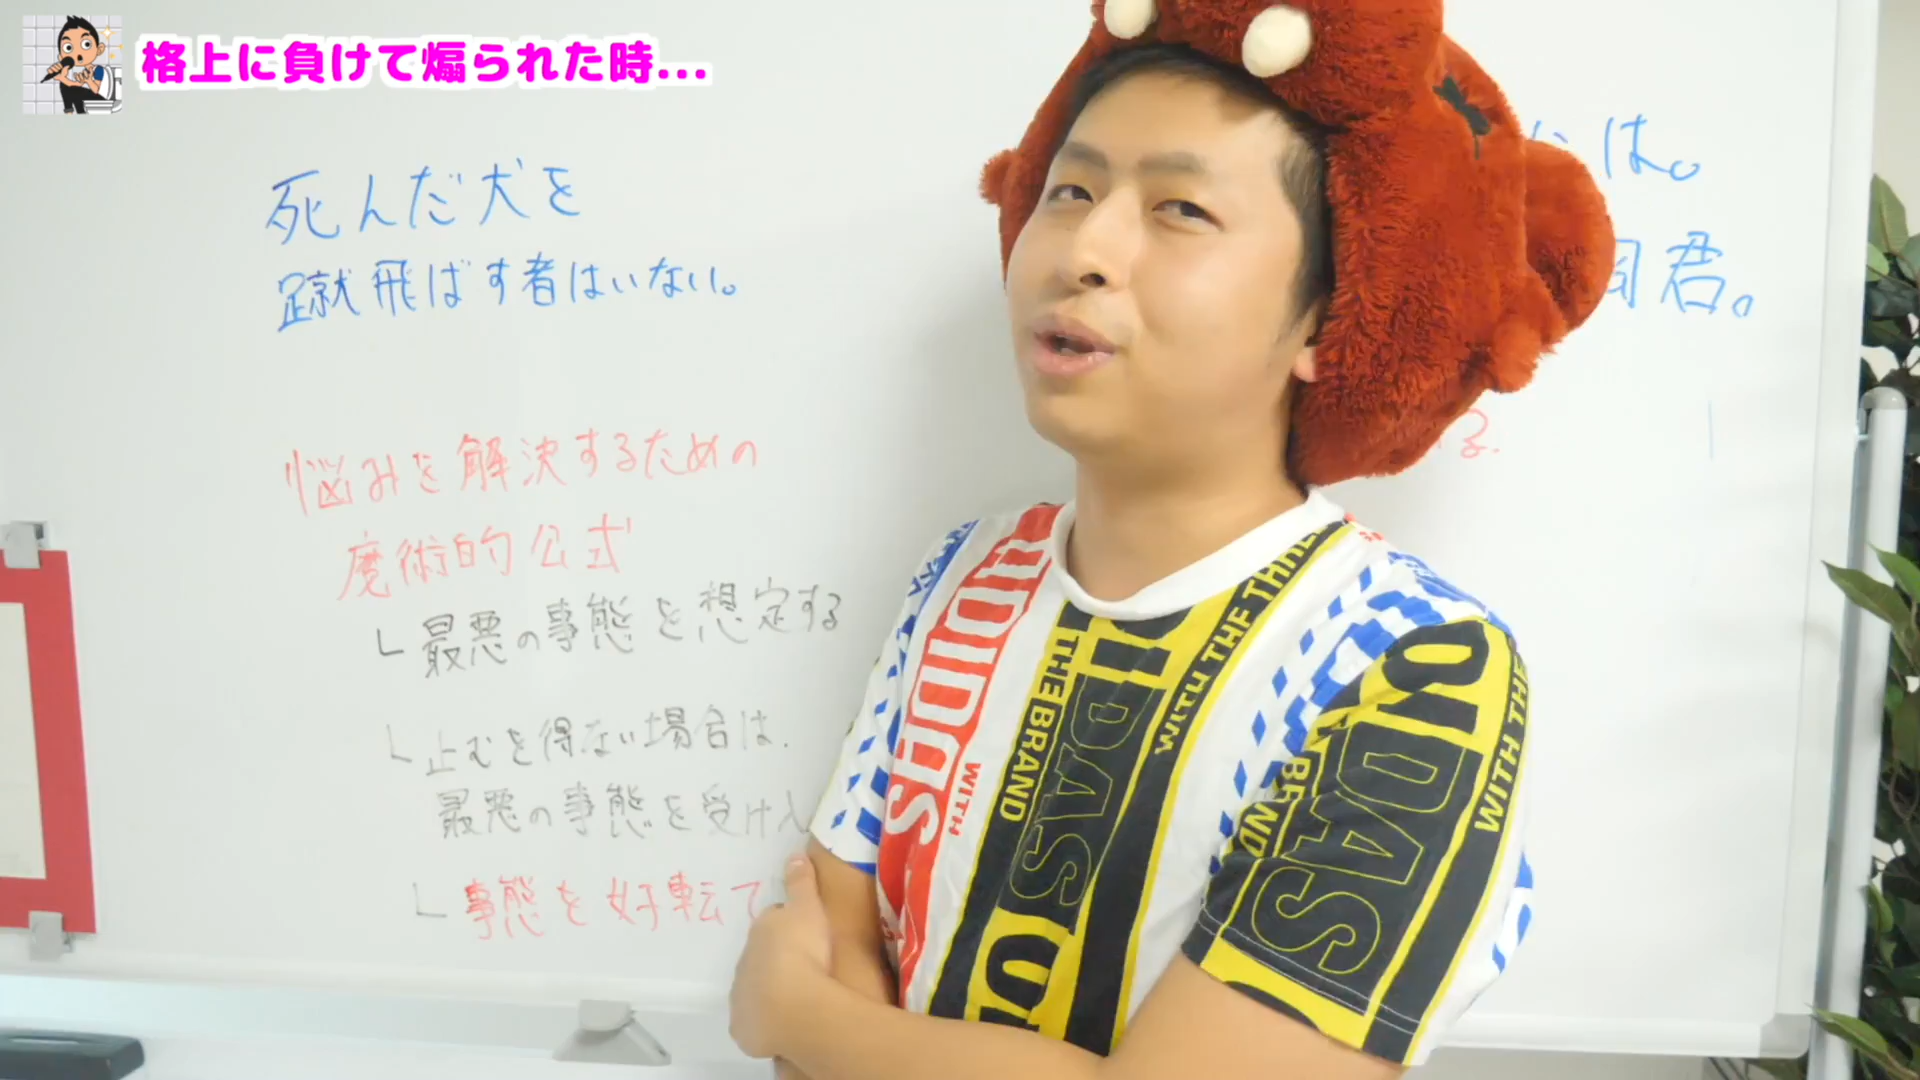 格上に負けて煽られた時...
死んだ犬を
蹴飛ばす者はいない。
は。
君。
悩みを解決するための
魔術的公式
└ 最悪の事態を想定する
└ 止むを得ない場合は、
最悪の事態を受け入
└ 事態を好転て
る.
ADIDAS
WITH
THE BRAND
WITH THE
DAS
WITH THE